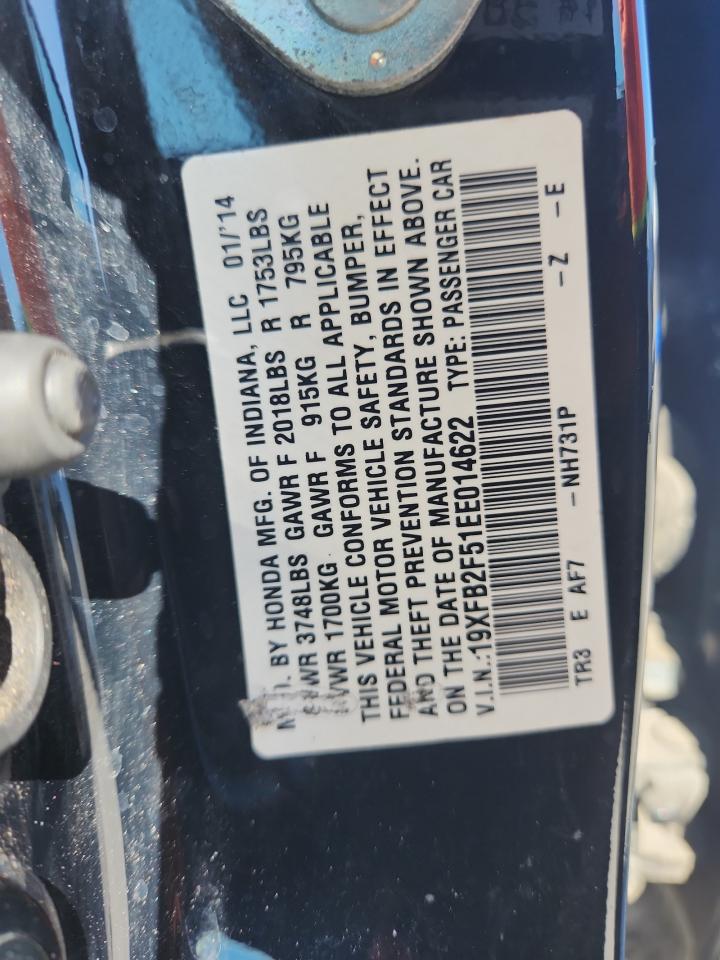 BY HONDA MFG. OF INDIANA, LLC 01/'14
GVWR 3748LBS GAWR F 2018LBS R 1753LBS
GVWR 1700KG GAWR F 915KG R 795KG
THIS VEHICLE CONFORMS TO ALL APPLICABLE
FEDERAL MOTOR VEHICLE SAFETY, BUMPER,
AND THEFT PREVENTION STANDARDS IN EFFECT
ON THE DATE OF MANUFACTURE SHOWN ABOVE.
V.I.N.:19XFB2F51EE014622 TYPE: PASSENGER CAR
TR3 E AF7 -NH731P -Z -E